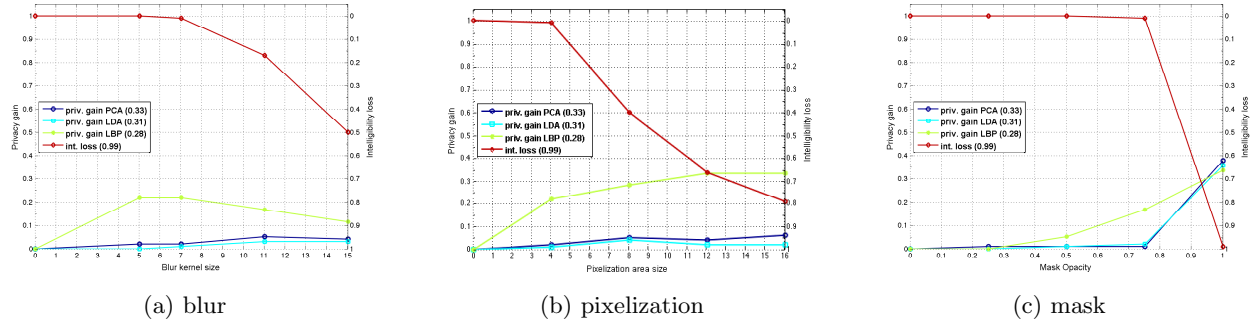 1
0.9
0.8
0.7
0.6
0.5
0.4
0.3
0.2
0.1
0
Privacy gain
priv. gain PCA (0.33)
priv. gain LDA (0.31)
priv. gain LBP (0.28)
int. loss (0.99)
0
0.1
0.2
0.3
0.4
0.5
0.6
0.7
0.8
0.9
1
Intelligibility loss
0 1 2 3 4 5 6 7 8 9 10 11 12 13 14 15
Blur kernel size
(a) blur
1
0.9
0.8
0.7
0.6
0.5
0.4
0.3
0.2
0.1
0
Privacy gain
priv. gain PCA (0.33)
priv. gain LDA (0.31)
priv. gain LBP (0.28)
int. loss (0.99)
0
0.1
0.2
0.3
0.4
0.5
0.6
0.7
0.8
0.9
Intelligibility loss
0 1 2 3 4 5 6 7 8 9 10 11 12 13 14 15 16
Pixelization area size
(b) pixelization
1
0.9
0.8
0.7
0.6
0.5
0.4
0.3
0.2
0.1
0
Privacy gain
priv. gain PCA (0.33)
priv. gain LDA (0.31)
priv. gain LBP (0.28)
int. loss (0.99)
0
0.1
0.2
0.3
0.4
0.5
0.6
0.7
0.8
0.9
1
Intelligibility loss
0 0.1 0.2 0.3 0.4 0.5 0.6 0.7 0.8 0.9 1
Mask Opacity
(c) mask